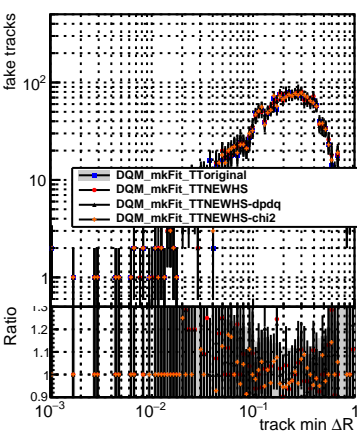 fake tracks
10²
10
1
DQM_mkFit_TToriginal
DQM_mkFit_TTNEWHS
DQM_mkFit_TTNEWHS-dpdq
DQM_mkFit_TTNEWHS-chi2
Ratio
1.3
1.2
1.1
1.0
0.9
10⁻³ 10⁻² 10⁻¹ 1
track min ΔR